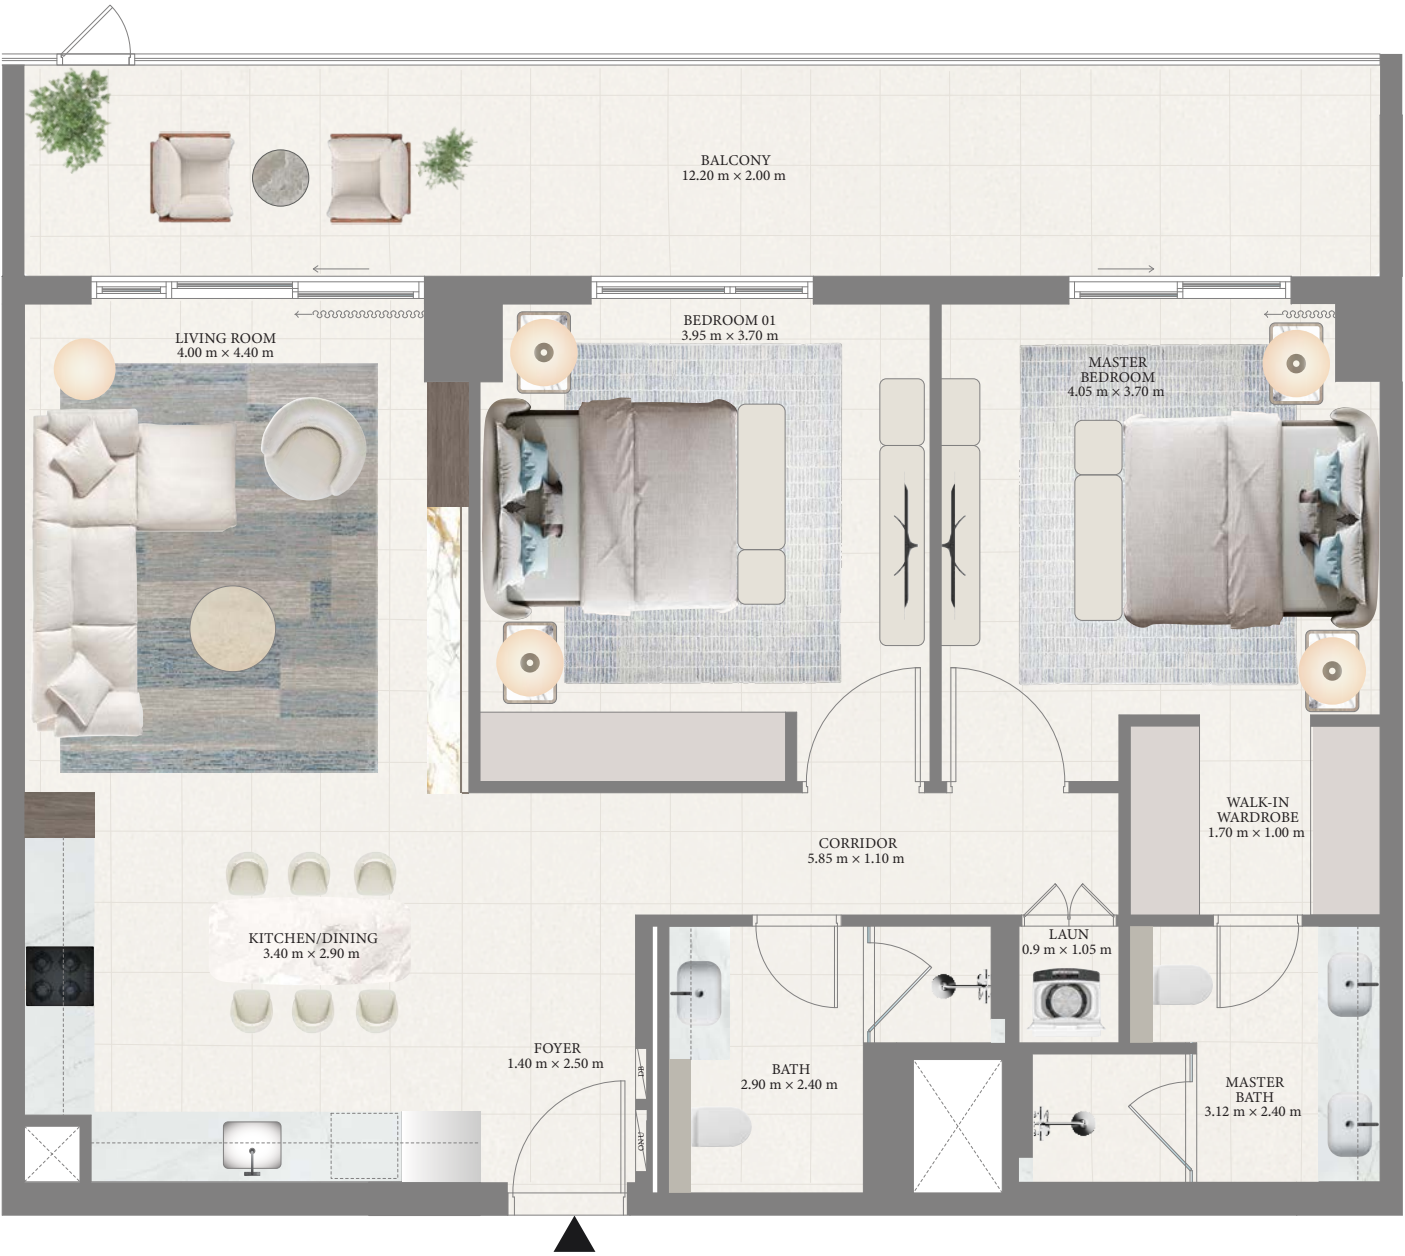 BALCONY
12.20 m × 2.00 m
LIVING ROOM
4.00 m × 4.40 m
BEDROOM 01
3.95 m × 3.70 m
MASTER
BEDROOM
4.05 m × 3.70 m
WALK-IN
WARDROBE
1.70 m × 1.00 m
CORRIDOR
5.85 m × 1.10 m
KITCHEN/DINING
3.40 m × 2.90 m
LAUN
0.9 m × 1.05 m
FOYER
1.40 m × 2.50 m
DB
ONU
BATH
2.90 m × 2.40 m
MASTER
BATH
3.12 m × 2.40 m